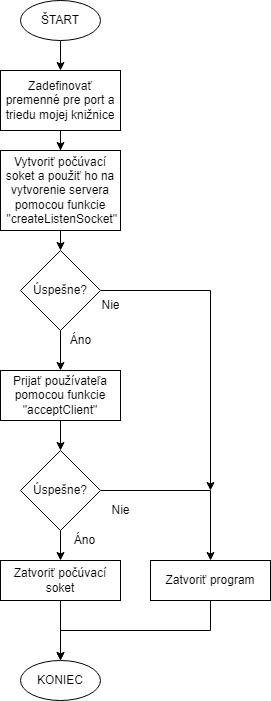 ŠTART
Zadefinovať
premenné pre port a
triedu mojej knižnice
Vytvoriť počúvací
soket a použiť ho na
vytvorenie servera
pomocou funkcie
"createListenSocket"
Úspešne?
Nie
Áno
Prijať používateľa
pomocou funkcie
"acceptClient"
Úspešne?
Nie
Áno
Zatvoriť počúvací
soket
Zatvoriť program
KONIEC